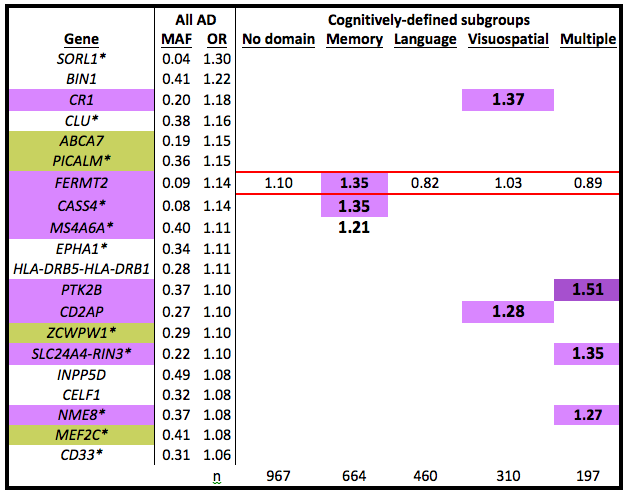 All AD Cognitively-defined subgroups
Gene MAF OR No domain Memory Language Visuospatial Multiple
SORL1* 0.04 1.30
BIN1 0.41 1.22
CR1 0.20 1.18 1.37
CLU* 0.38 1.16
ABCA7 0.19 1.15
PICALM* 0.36 1.15
FERMT2 0.09 1.14 1.10 1.35 0.82 1.03 0.89
CASS4* 0.08 1.14 1.35
MS4A6A* 0.40 1.11 1.21
EPHA1* 0.34 1.11
HLA-DRB5-HLA-DRB1 0.28 1.11
PTK2B 0.37 1.10 1.51
CD2AP 0.27 1.10 1.28
ZCWPW1* 0.29 1.10
SLC24A4-RIN3* 0.22 1.10 1.35
INPP5D 0.49 1.08
CELF1 0.32 1.08
NME8* 0.37 1.08 1.27
MEF2C* 0.41 1.08
CD33* 0.31 1.06
n 967 664 460 310 197